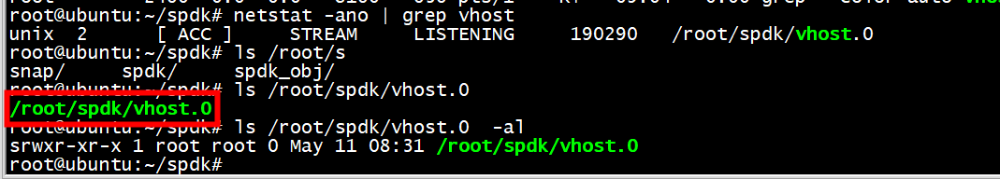 root@ubuntu:~/spdk# netstat -ano | grep vhost
unix  2      [ ACC ]     STREAM     LISTENING     190290   /root/spdk/vhost.0
root@ubuntu:~/spdk# ls /root/s
snap/     spdk/     spdk_obj/
root@ubuntu:~/spdk# ls /root/spdk/vhost.0
/root/spdk/vhost.0
root@ubuntu:~/spdk# ls /root/spdk/vhost.0  -al
srwxr-xr-x 1 root root 0 May 11 08:31 /root/spdk/vhost.0
root@ubuntu:~/spdk#